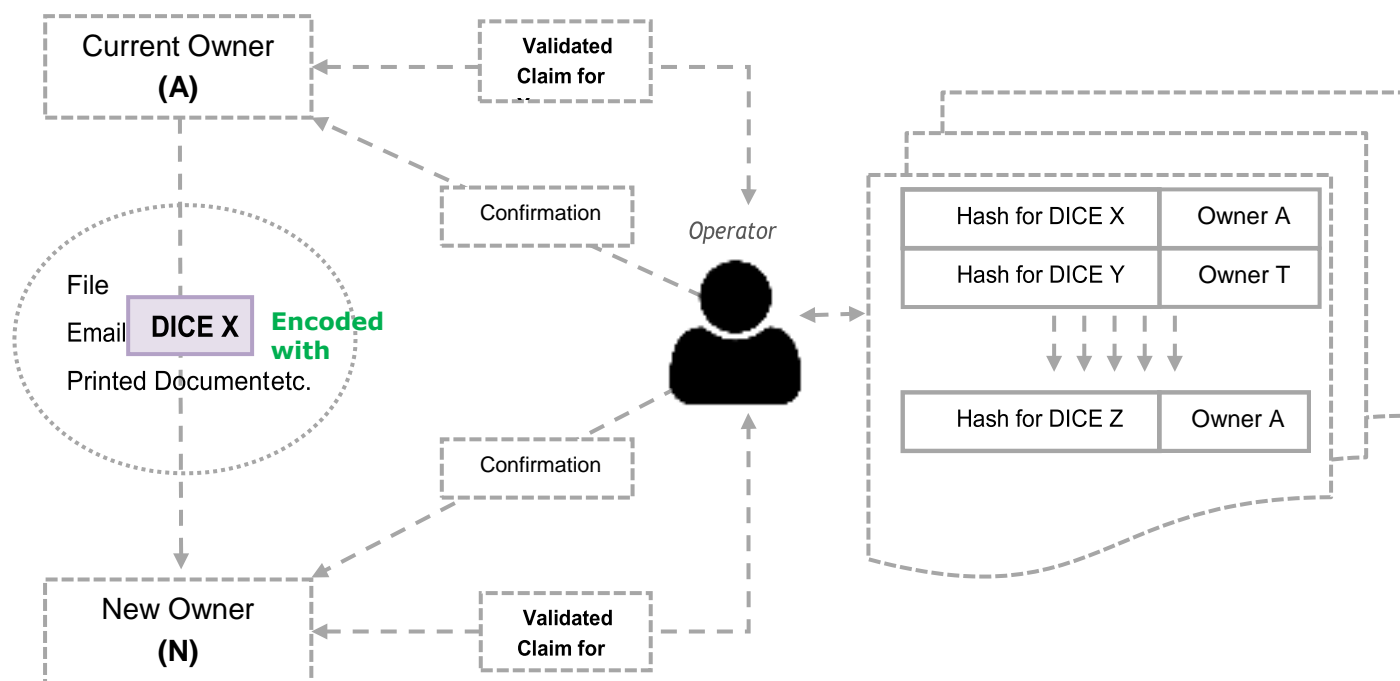 Current Owner
(A)
Validated
Claim for
Confirmation
Operator
Hash for DICE X
Owner A
Hash for DICE Y
Owner T
File
Email
DICE X
Encoded
with
Printed Documentetc.
Hash for DICE Z
Owner A
Confirmation
New Owner
(N)
Validated
Claim for